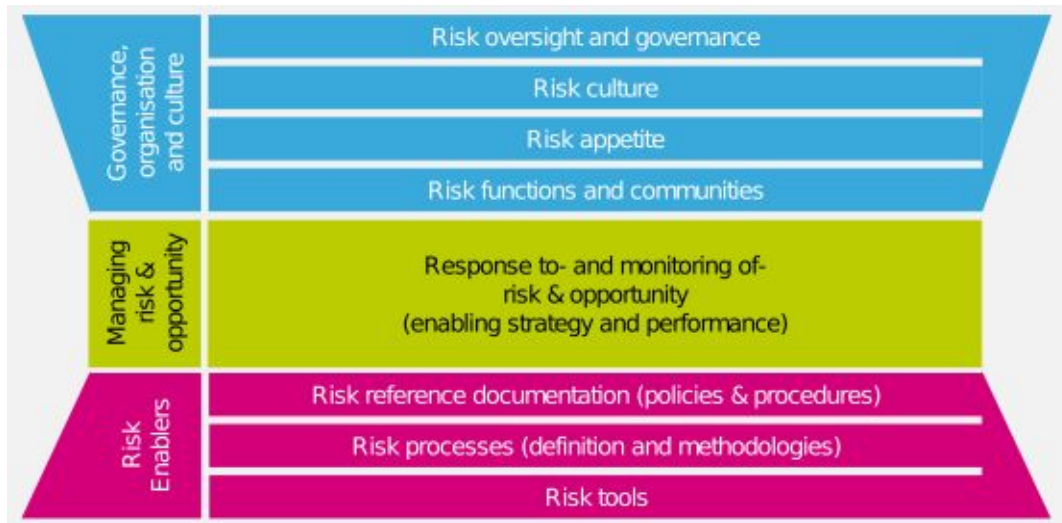 Governance,
organisation
and culture
Risk oversight and governance
Risk culture
Risk appetite
Risk functions and communities
Managing
risk &
opportunity
Response to- and monitoring of-
risk & opportunity
(enabling strategy and performance)
Risk
Enablers
Risk reference documentation (policies & procedures)
Risk processes (definition and methodologies)
Risk tools